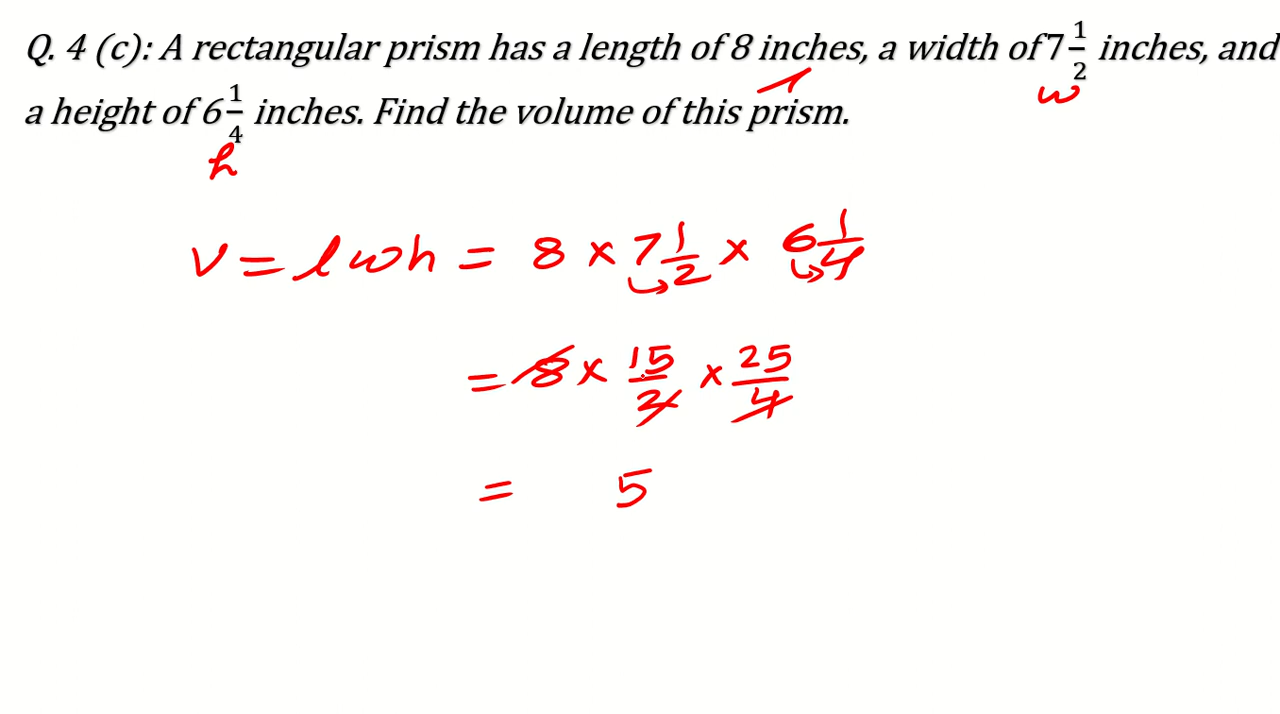 Q. 4 (c): A rectangular prism has a length of 8 inches, a width of 7 1/2 inches, and
l w
a height of 6 1/4 inches. Find the volume of this prism.
h
V = l w h = 8 × 7 1/2 × 6 1/4
= 8 × 15/2 × 25/4
= 5